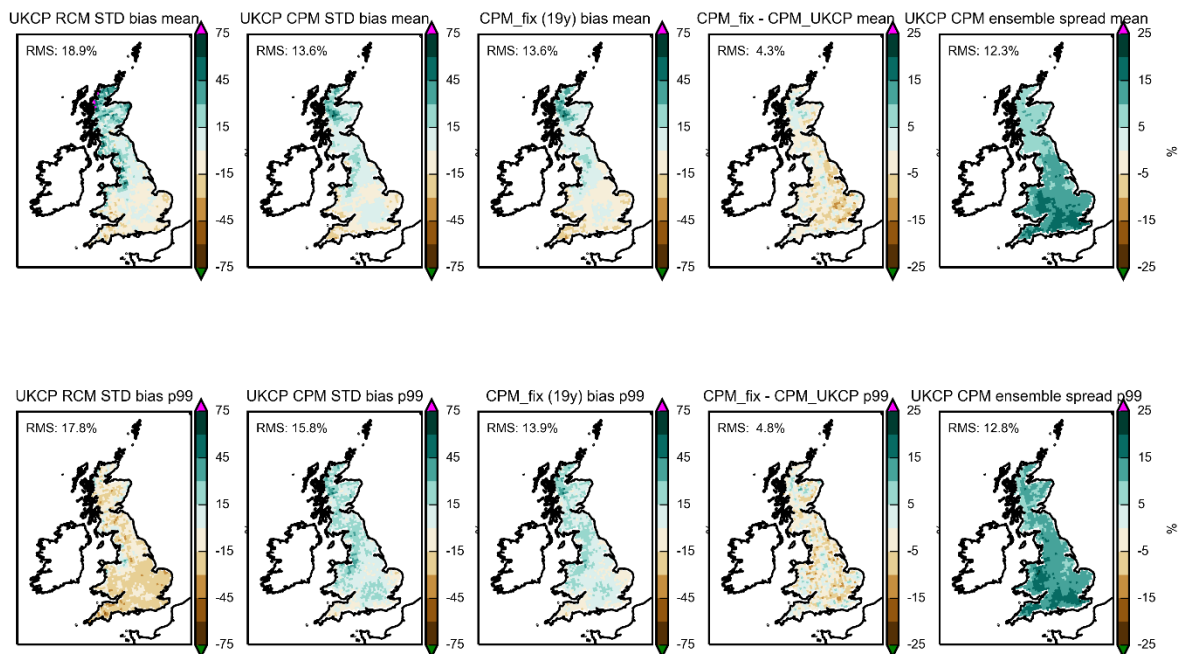 UKCP RCM STD bias mean UKCP CPM STD bias mean CPM_fix (19y) bias mean CPM_fix - CPM_UKCP mean UKCP CPM ensemble spread mean
RMS: 18.9% RMS: 13.6% RMS: 13.6% RMS: 4.3% RMS: 12.3%
75 75 75 25 25
45 45 45 15 15
15 15 15 5 5
-15 -15 -15 -5 -5
-45 -45 -45 -15 -15
-75 -75 -75 -25 -25
%
UKCP RCM STD bias p99 UKCP CPM STD bias p99 CPM_fix (19y) bias p99 CPM_fix - CPM_UKCP p99 UKCP CPM ensemble spread p99
RMS: 17.8% RMS: 15.8% RMS: 13.9% RMS: 4.8% RMS: 12.8%
75 75 75 25 25
45 45 45 15 15
15 15 15 5 5
-15 -15 -15 -5 -5
-45 -45 -45 -15 -15
-75 -75 -75 -25 -25
%